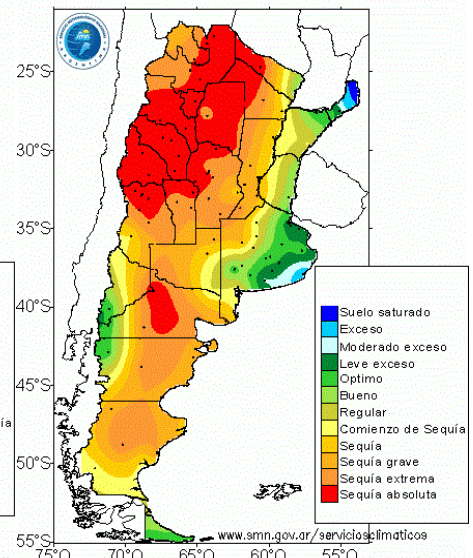 25°S
30°S
35°S
40°S
45°S
50°S
55°S
75°O
70°O
65°O
60°O
55°O
ía
Suelo saturado
Exceso
Moderado exceso
Leve exceso
Optimo
Bueno
Regular
Comienzo de Sequía
Sequía
Sequía grave
Sequía extrema
Sequía absoluta
www.smn.gov.ar/serviciosclimaticos